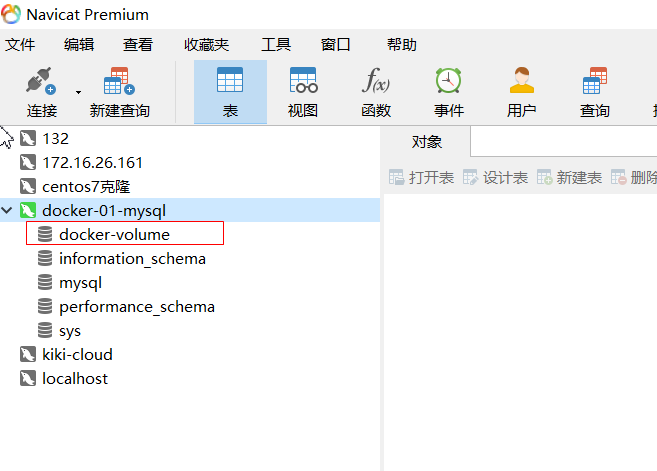 Navicat Premium
文件 编辑 查看 收藏夹 工具 窗口 帮助
连接 新建查询 表 视图 函数 事件 用户 查询
f(x)
对象
打开表 设计表 新建表 删除
132
172.16.26.161
centos7克隆
docker-01-mysql
docker-volume
information_schema
mysql
performance_schema
sys
kiki-cloud
localhost